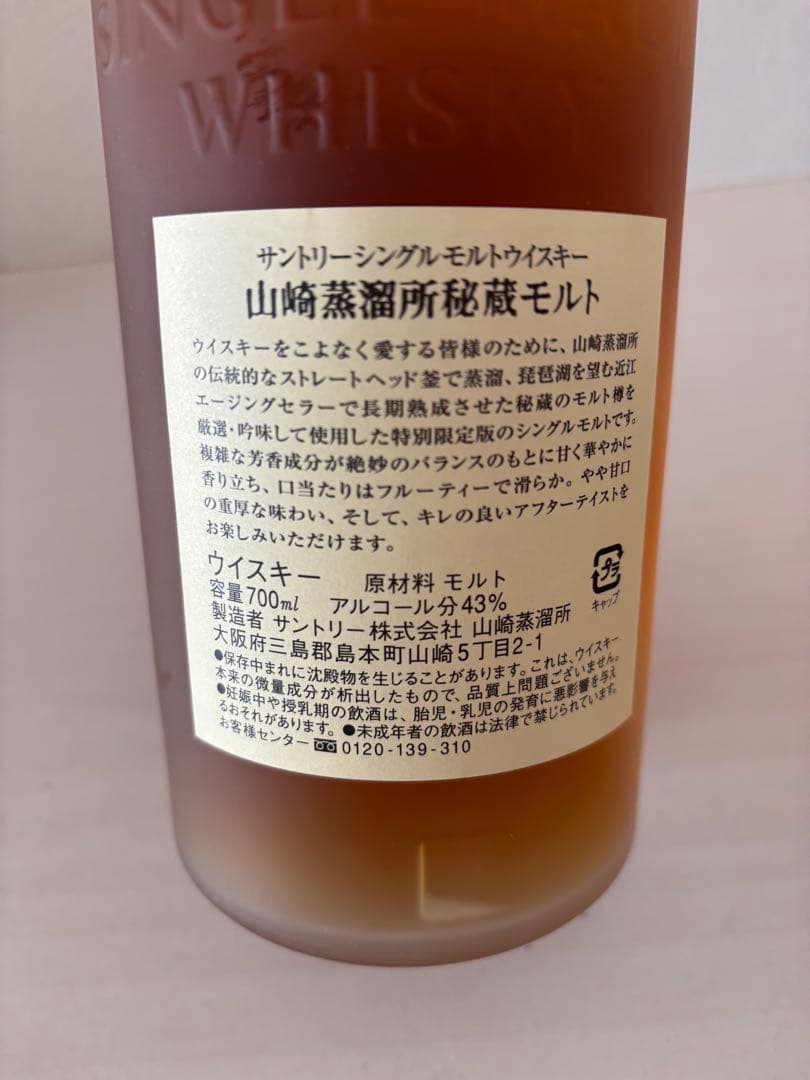 SINGLE MALT
WHISKY
サントリーシングルモルトウイスキー
山崎蒸溜所秘蔵モルト
ウイスキーをこよなく愛する皆様のために、山崎蒸溜所
の伝統的なストレートヘッド釜で蒸溜、琵琶湖を望む近江
エージングセラーで長期熟成させた秘蔵のモルト樽を
厳選・吟味して使用した特別限定版のシングルモルトです。
複雑な芳香成分が絶妙のバランスのもとに甘く華やかに
香り立ち、口当たりはフルーティーで滑らか。やや甘口
の重厚な味わい、そして、キレの良いアフターテイストを
お楽しみいただけます。
ウイスキー 原材料 モルト
容量700ml アルコール分43%
製造者 サントリー株式会社 山崎蒸溜所
大阪府三島郡島本町山崎5丁目2-1
プラ
キャップ
●保存中まれに沈殿物を生じることがあります。これは、ウイスキー
本来の微量成分が析出したもので、品質上問題ございません。
●妊娠中や授乳期の飲酒は、胎児・乳児の発育に悪影響を与え
るおそれがあります。●未成年者の飲酒は法律で禁じられています。
お客様センター 0120-139-310